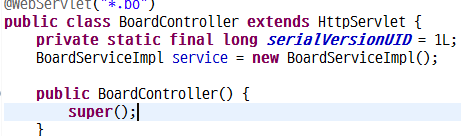 @WebServlet("*.bo")
public class BoardController extends HttpServlet {
    private static final long serialVersionUID = 1L;
    BoardServiceImpl service = new BoardServiceImpl();

    public BoardController() {
        super();
    }